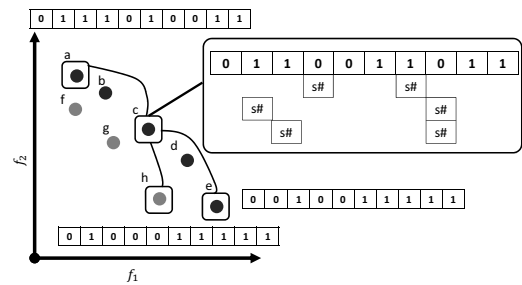 0 1 1 1 0 1 0 0 1 1
a
b
f
c
g
d
h
e
0 1 1 0 0 1 1 0 1 1
s# s#
s# s#
s# s#
0 0 1 0 0 1 1 1 1 1
0 1 0 0 0 1 1 1 1 1
f2
f1